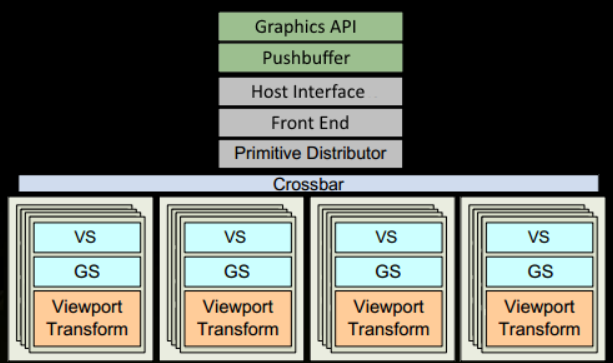 Graphics API
Pushbuffer
Host Interface
Front End
Primitive Distributor
Crossbar
VS
GS
Viewport
Transform
VS
GS
Viewport
Transform
VS
GS
Viewport
Transform
VS
GS
Viewport
Transform